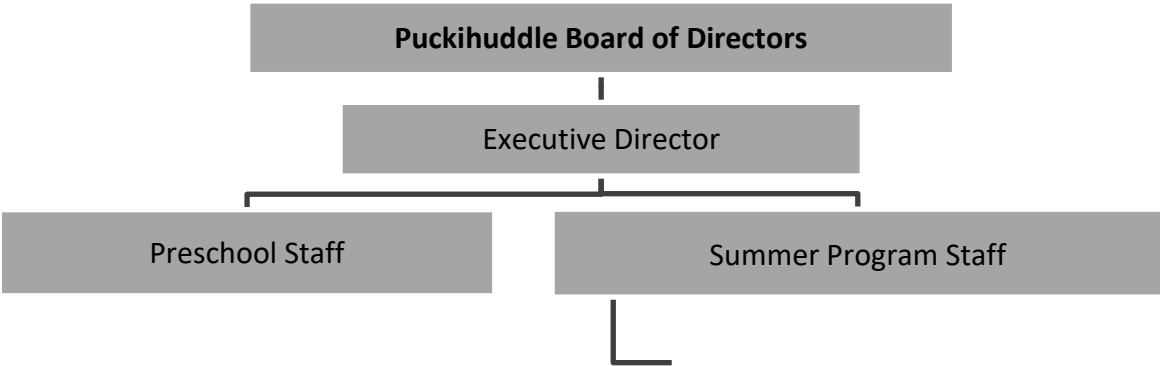 Puckihuddle Board of Directors
Executive Director
Preschool Staff
Summer Program Staff